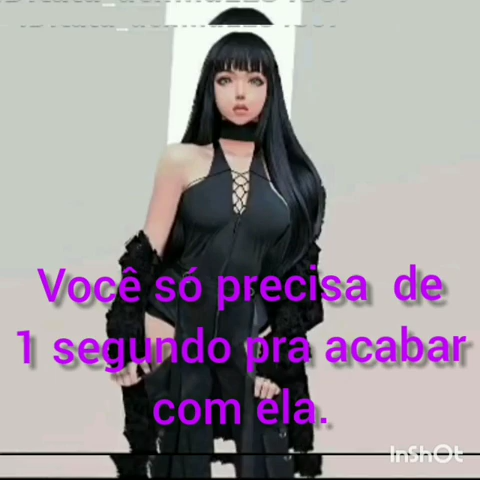 Você só precisa de
1 segundo pra acabar
com ela.
InShOt